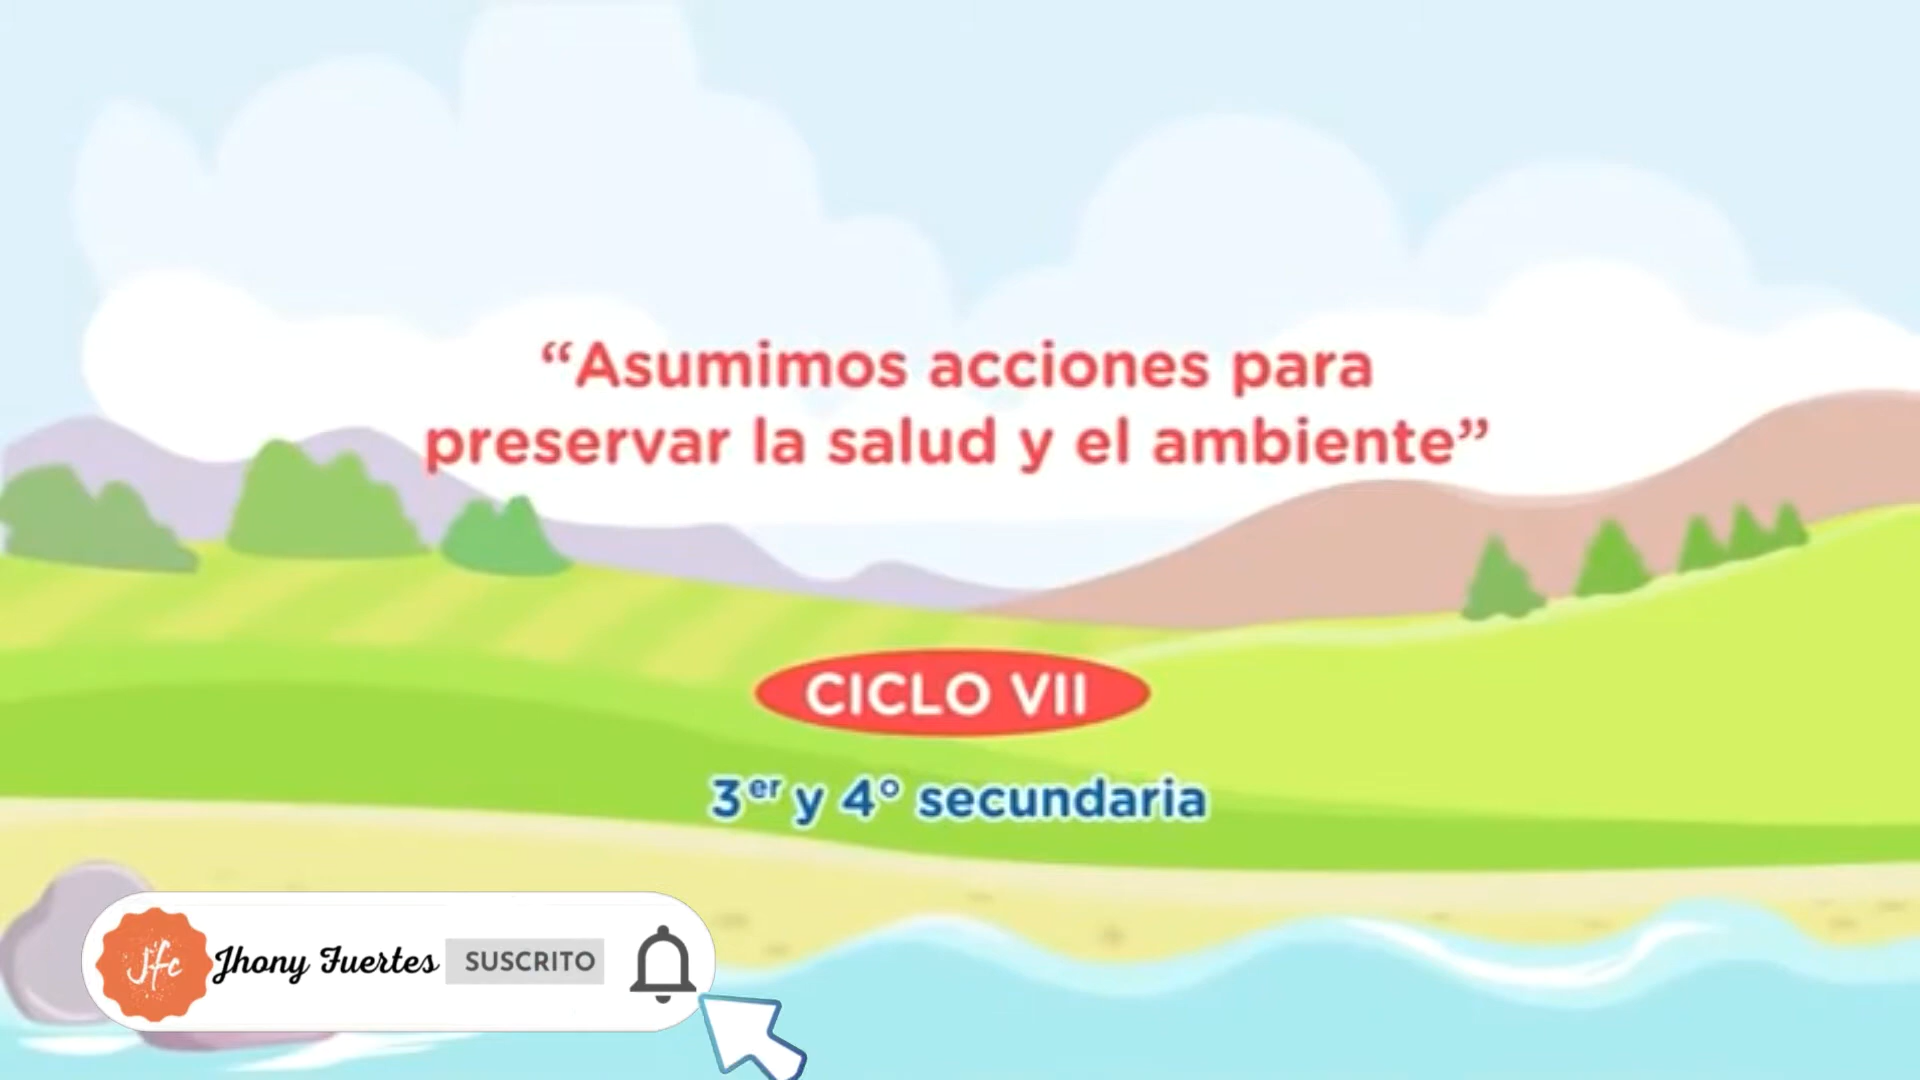 “Asumimos acciones para
preservar la salud y el ambiente”
CICLO VII
3er y 4° secundaria
Jfc Jhony Fuertes SUSCRITO